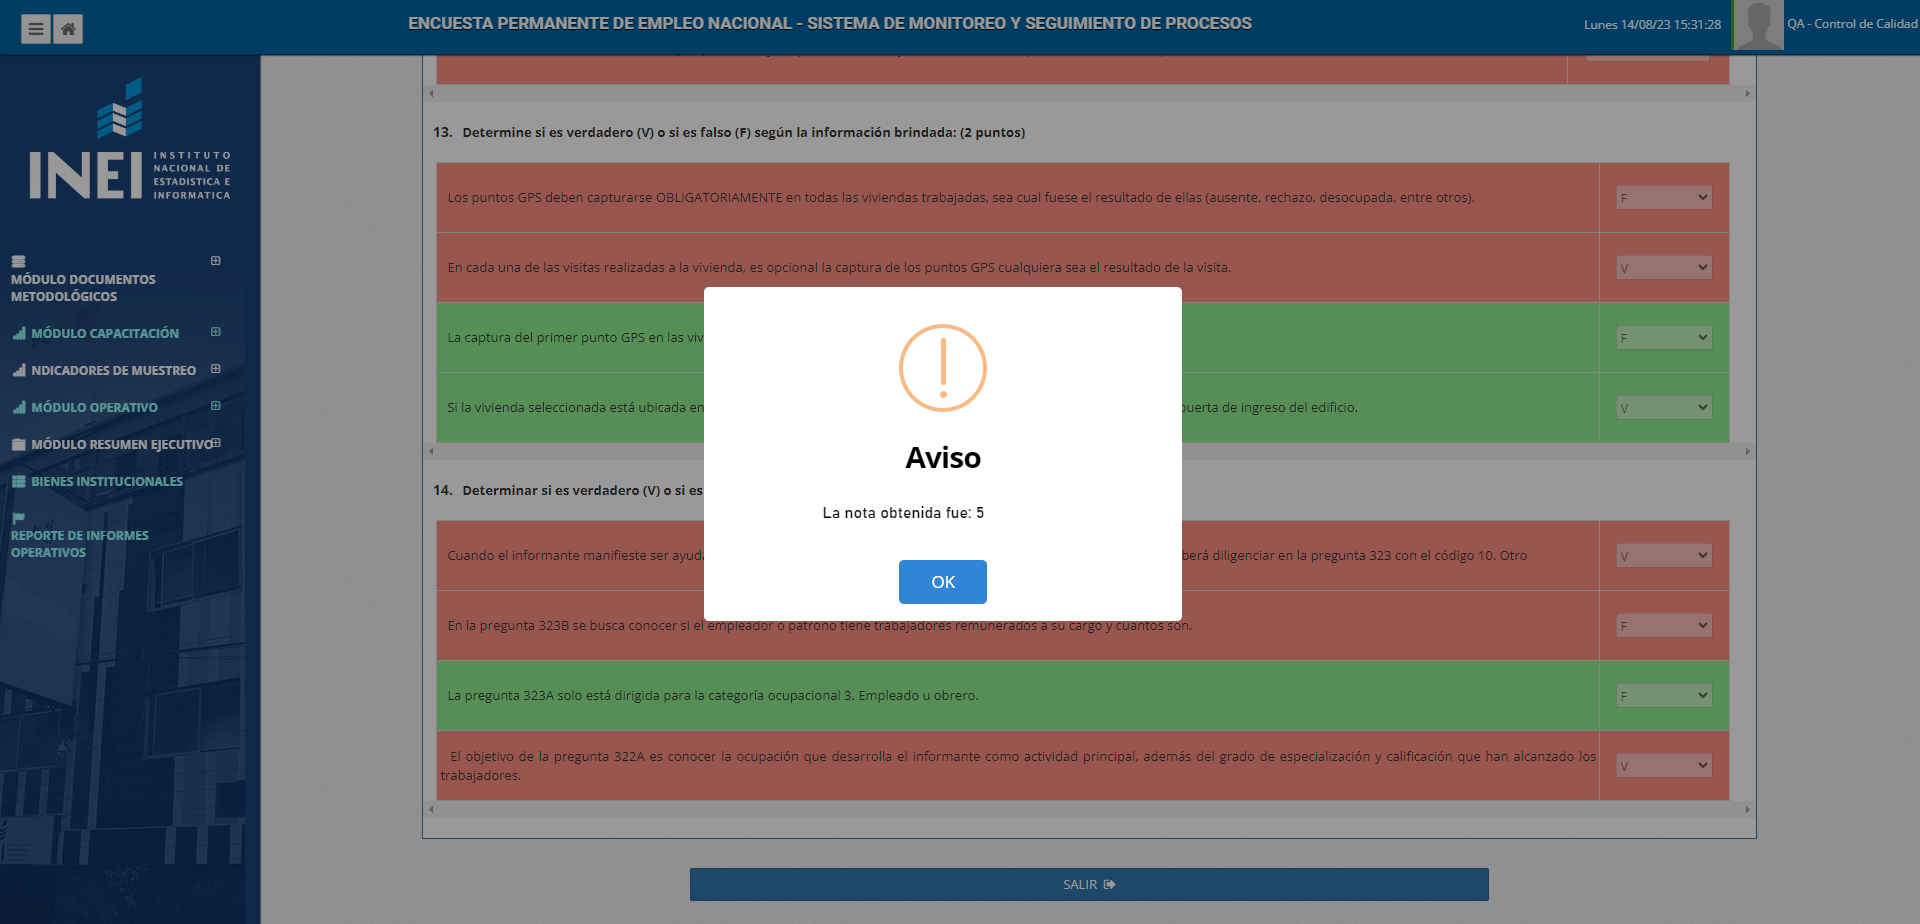 ENCUESTA PERMANENTE DE EMPLEO NACIONAL - SISTEMA DE MONITOREO Y SEGUIMIENTO DE PROCESOS
Lunes 14/08/23 15:31:28
QA - Control de Calidad
INEI
INSTITUTO
NACIONAL DE
ESTADISTICA E
INFORMATICA
MÓDULO DOCUMENTOS
METODOLÓGICOS
MÓDULO CAPACITACIÓN
NDICADORES DE MUESTREO
MÓDULO OPERATIVO
MÓDULO RESUMEN EJECUTIVO
BIENES INSTITUCIONALES
REPORTE DE INFORMES
OPERATIVOS
13. Determine si es verdadero (V) o si es falso (F) según la información brindada: (2 puntos)
Los puntos GPS deben capturarse OBLIGATORIAMENTE en todas las viviendas trabajadas, sea cual fuese el resultado de ellas (ausente, rechazo, desocupada, entre otros).
F
En cada una de las visitas realizadas a la vivienda, es opcional la captura de los puntos GPS cualquiera sea el resultado de la visita.
V
La captura del primer punto GPS en las viv
F
Si la vivienda seleccionada está ubicada en
puerta de ingreso del edificio.
V
14. Determinar si es verdadero (V) o si es
Cuando el informante manifieste ser ayuda
berá diligenciar en la pregunta 323 con el código 10. Otro
V
En la pregunta 323B se busca conocer si el empleador o patrono tiene trabajadores remunerados a su cargo y cuantos son.
F
La pregunta 323A solo está dirigida para la categoría ocupacional 3. Empleado u obrero.
F
El objetivo de la pregunta 322A es conocer la ocupación que desarrolla el informante como actividad principal, además del grado de especialización y calificación que han alcanzado los
trabajadores.
V
Aviso
La nota obtenida fue: 5
OK
SALIR